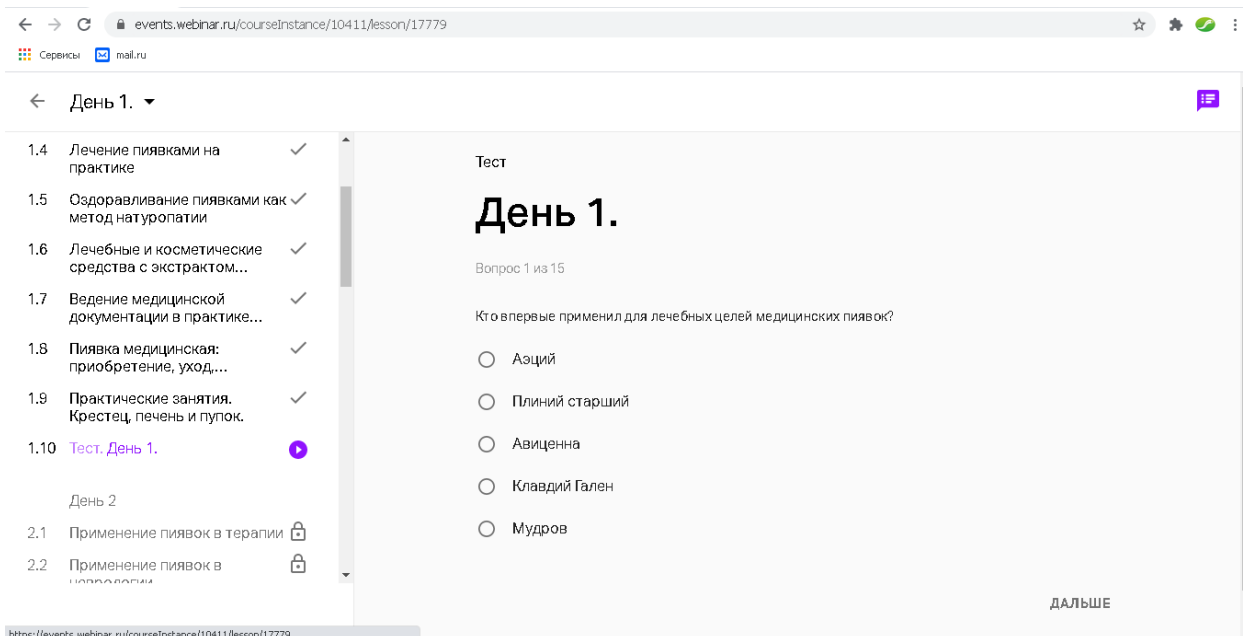 events.webinar.ru/courseInstance/10411/lesson/17779
Сервисы
mail.ru
День 1.
1.4 Лечение пиявками на
практике
1.5 Оздоравливание пиявками как
метод натуропатии
1.6 Лечебные и косметические
средства с экстрактом...
1.7 Ведение медицинской
документации в практике...
1.8 Пиявка медицинская:
приобретение, уход,...
1.9 Практические занятия.
Крестец, печень и пупок.
1.10 Тест. День 1.
День 2
2.1 Применение пиявок в терапии
2.2 Применение пиявок в
неврологии
Тест
День 1.
Вопрос 1 из 15
Кто впервые применил для лечебных целей медицинских пиявок?
Аэций
Плиний старший
Авиценна
Клавдий Гален
Мудров
ДАЛЬШЕ
https://events.webinar.ru/courseInstance/10411/lesson/17779